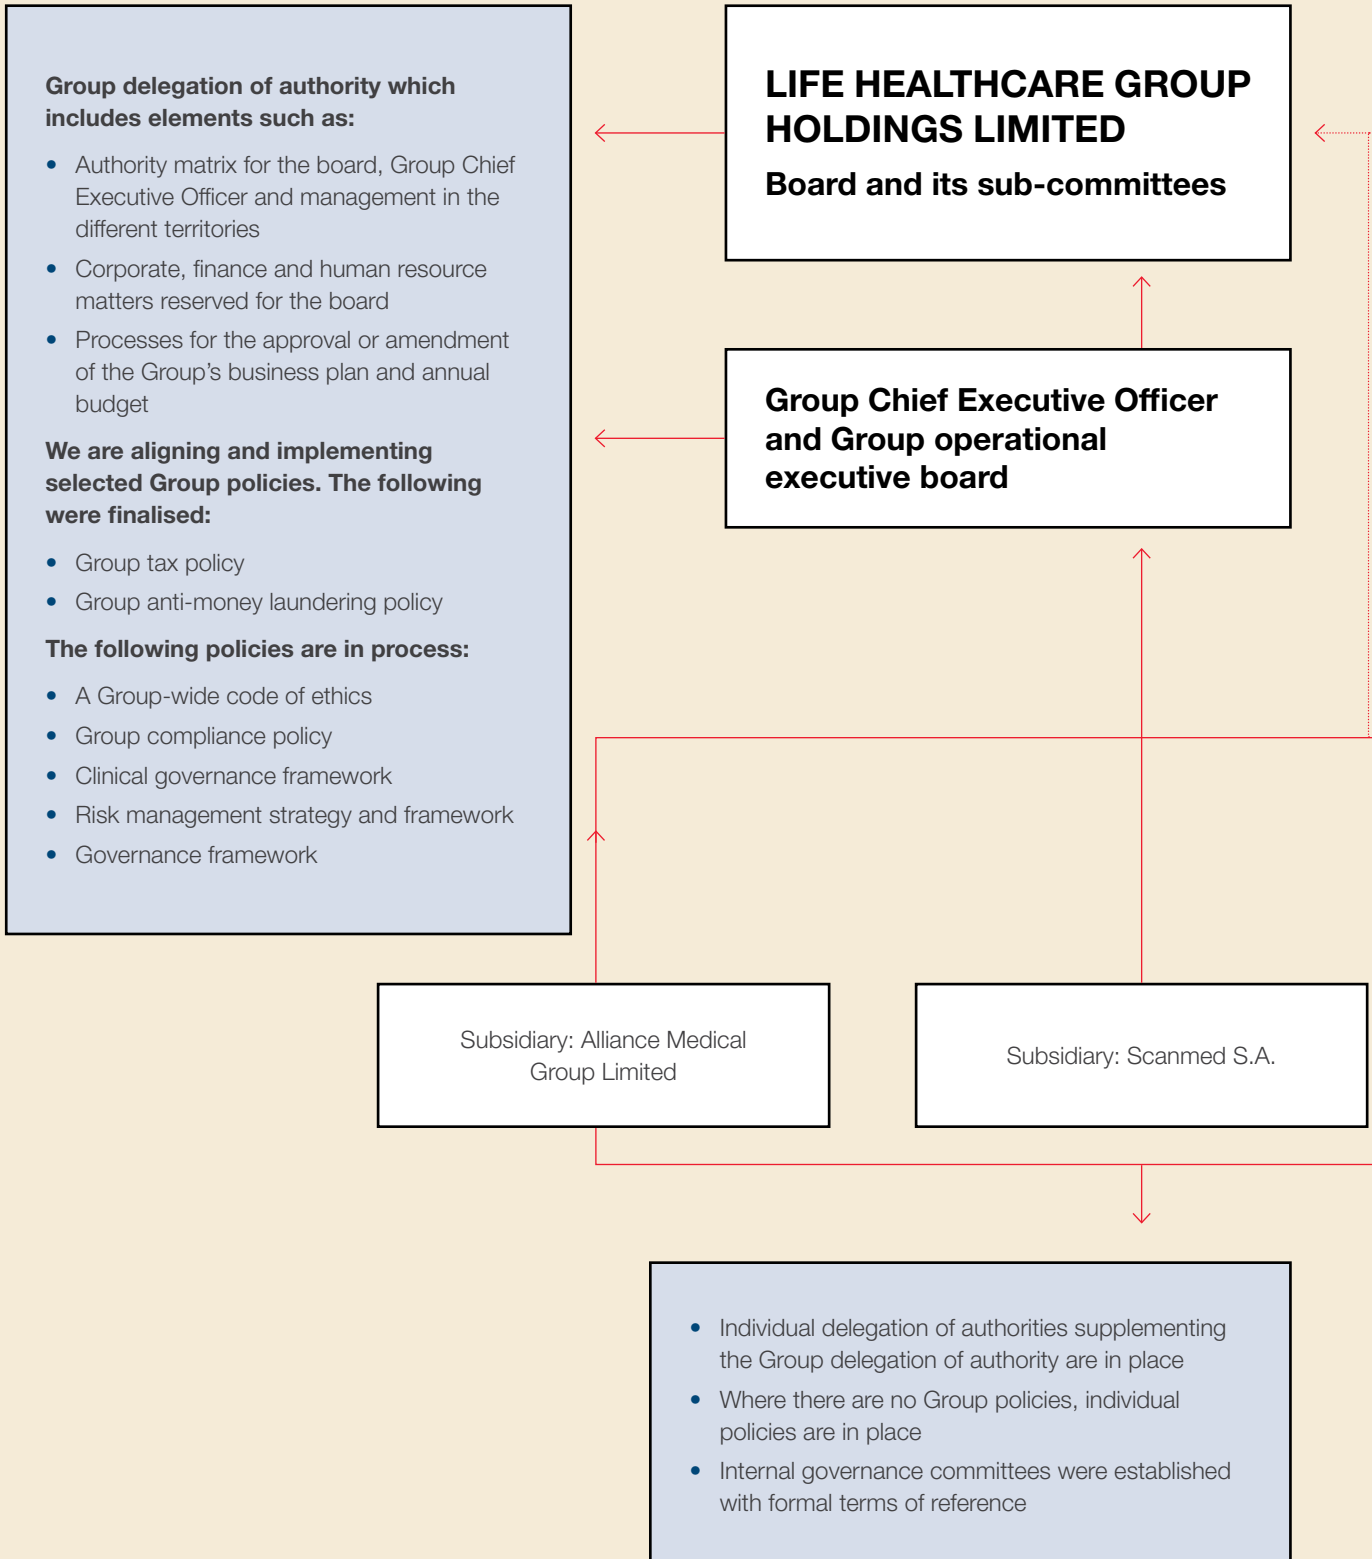 Group delegation of authority which
includes elements such as:
• Authority matrix for the board, Group Chief
Executive Officer and management in the
different territories
• Corporate, finance and human resource
matters reserved for the board
• Processes for the approval or amendment
of the Group's business plan and annual
budget
We are aligning and implementing
selected Group policies. The following
were finalised:
• Group tax policy
• Group anti-money laundering policy
The following policies are in process:
• A Group-wide code of ethics
• Group compliance policy
• Clinical governance framework
• Risk management strategy and framework
• Governance framework
LIFE HEALTHCARE GROUP
HOLDINGS LIMITED
Board and its sub-committees
Group Chief Executive Officer
and Group operational
executive board
Subsidiary: Alliance Medical
Group Limited
Subsidiary: Scanmed S.A.
• Individual delegation of authorities supplementing
the Group delegation of authority are in place
• Where there are no Group policies, individual
policies are in place
• Internal governance committees were established
with formal terms of reference